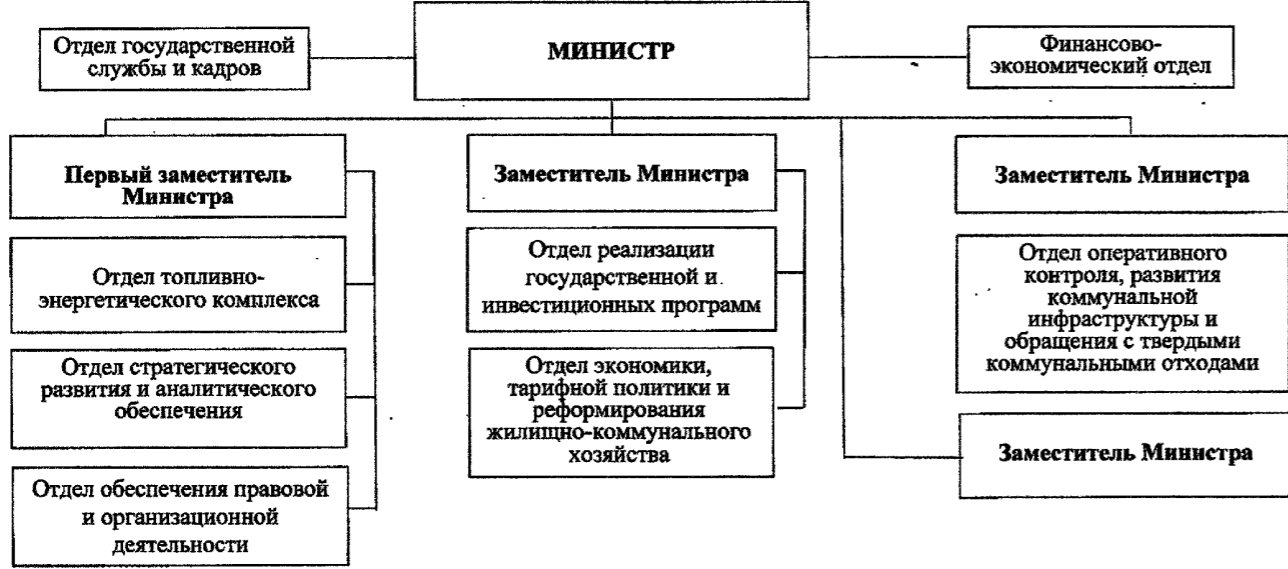 Отдел государственной
службы и кадров
МИНИСТР
Финансово-
экономический отдел
Первый заместитель
Министра
Отдел топливно-
энергетического комплекса
Отдел стратегического
развития и аналитического
обеспечения
Отдел обеспечения правовой
и организационной
деятельности
Заместитель Министра
Отдел реализации
государственной и
инвестиционных программ
Отдел экономики,
тарифной политики и
реформирования
жилищно-коммунального
хозяйства
Заместитель Министра
Отдел оперативного
контроля, развития
коммунальной
инфраструктуры и
обращения с твердыми
коммунальными отходами
Заместитель Министра